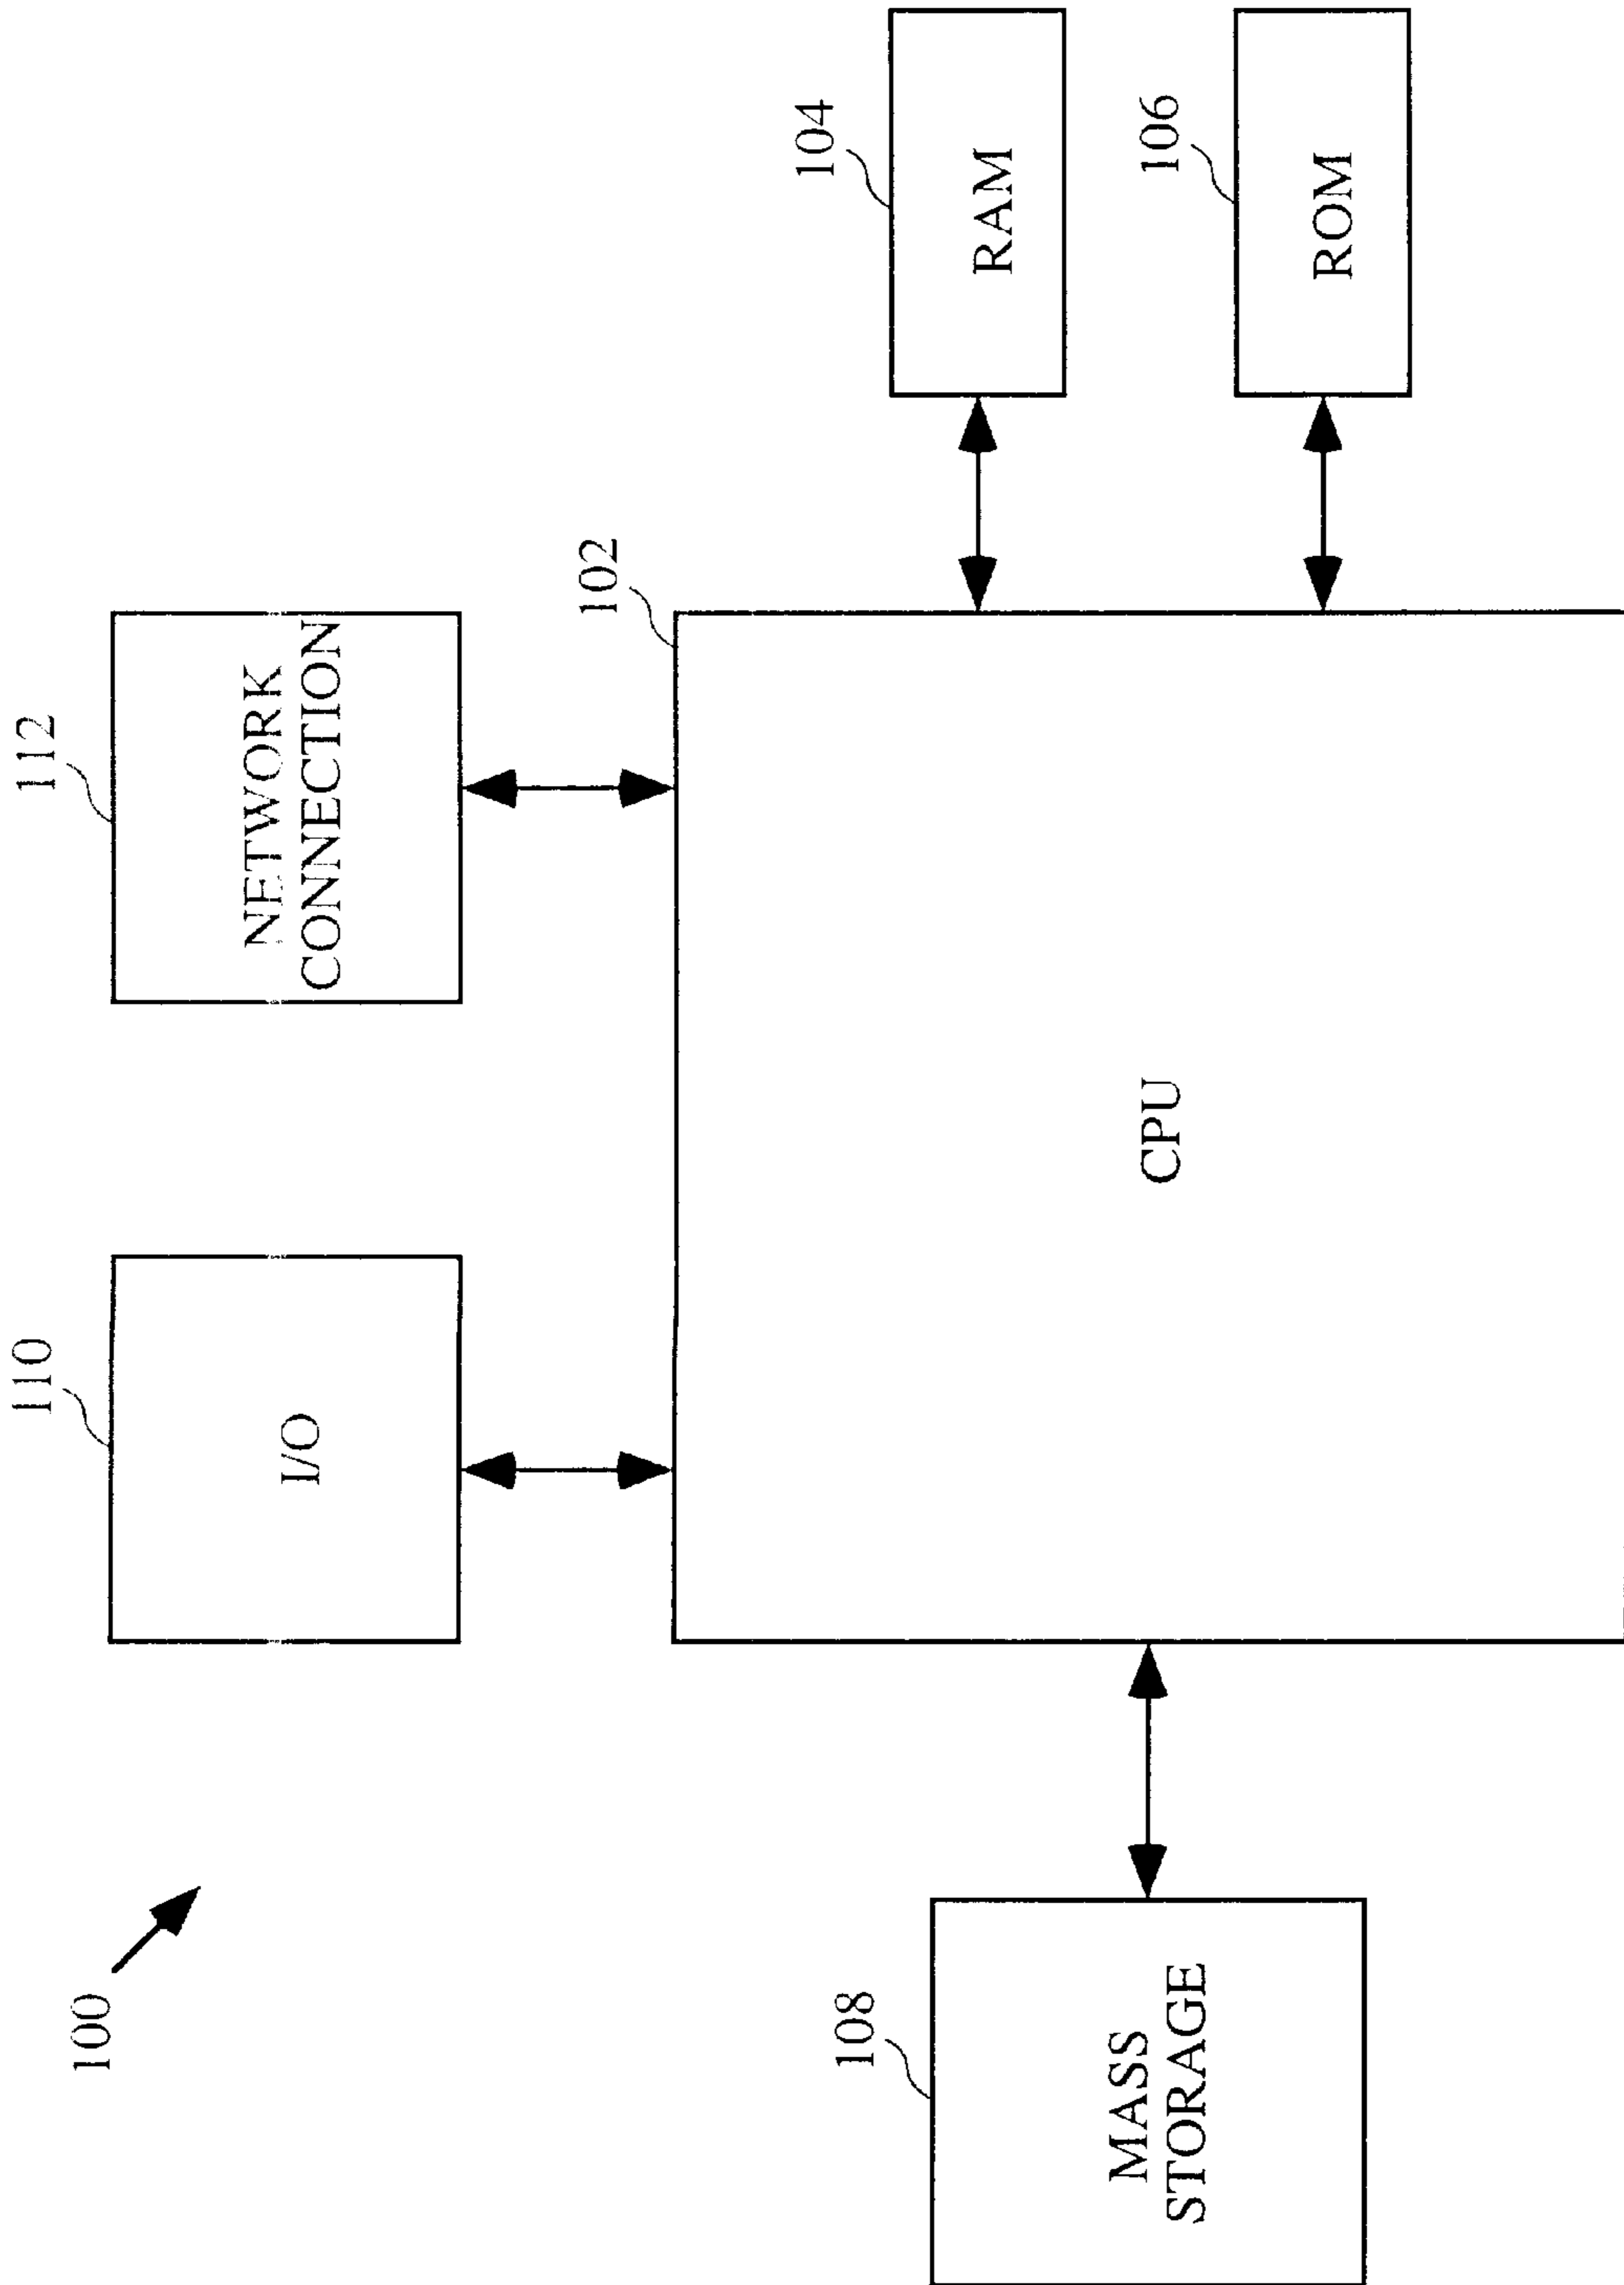 100
110
I/O
112
NETWORK
CONNECTION
102
CPU
108
MASS
STORAGE
104
RAM
106
ROM